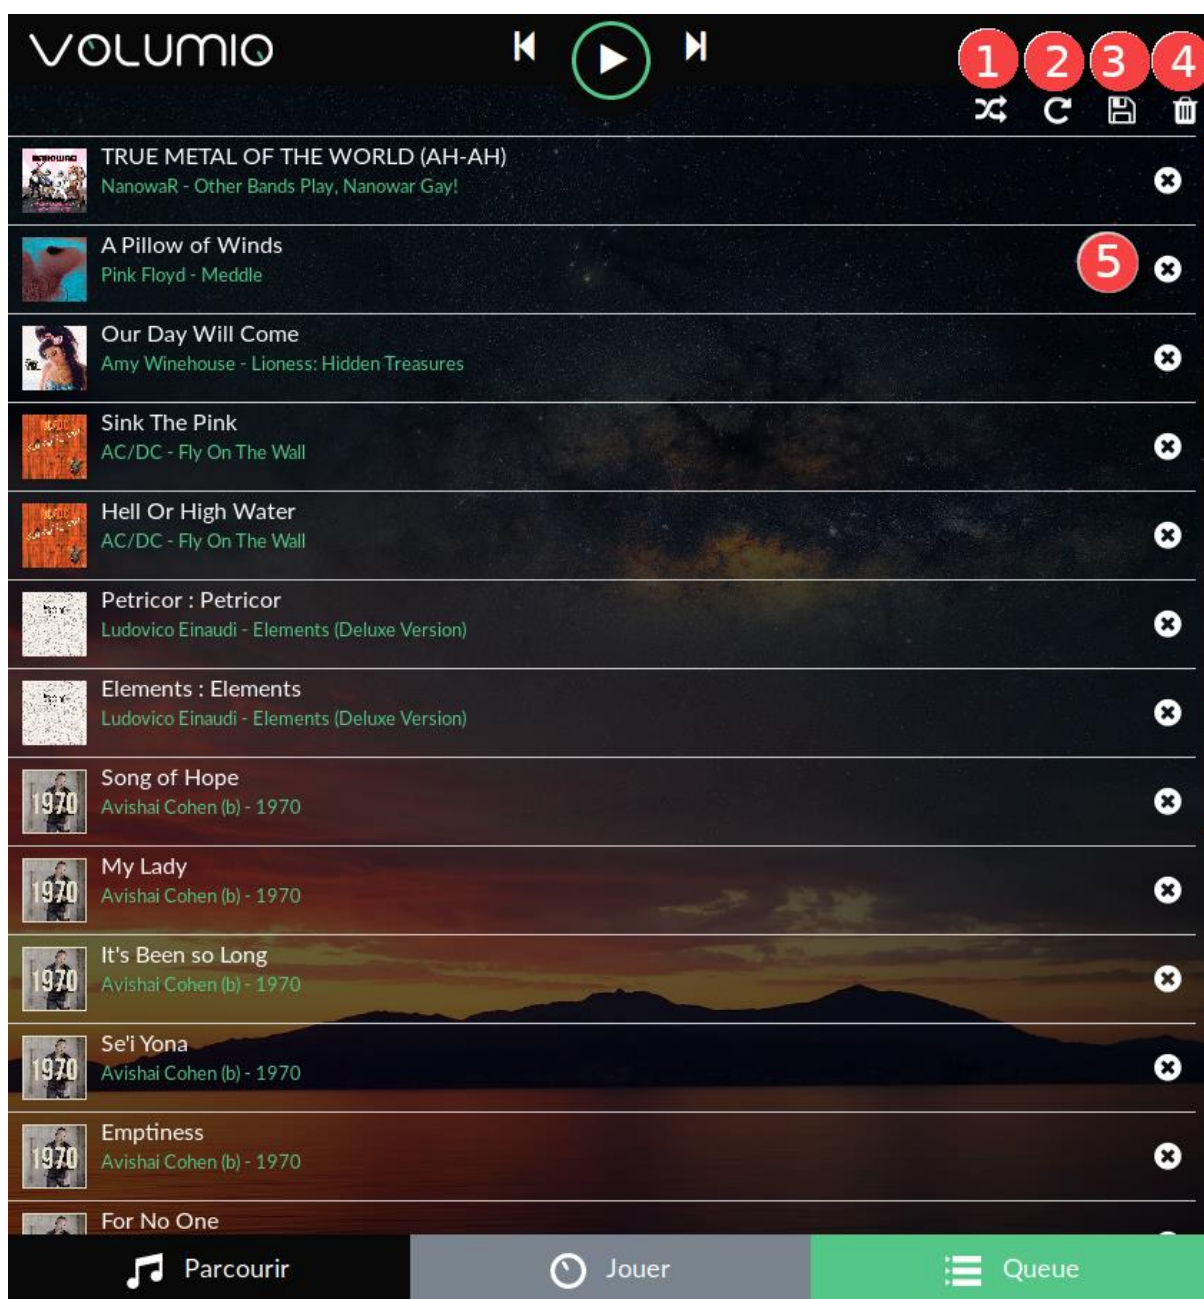 VOLUMIO
1 2 3 4
TRUE METAL OF THE WORLD (AH-AH)
NanowaR - Other Bands Play, Nanowar Gay!
A Pillow of Winds
Pink Floyd - Meddle
5
Our Day Will Come
Amy Winehouse - Lioness: Hidden Treasures
Sink The Pink
AC/DC - Fly On The Wall
Hell Or High Water
AC/DC - Fly On The Wall
Petricor : Petricor
Ludovico Einaudi - Elements (Deluxe Version)
Elements : Elements
Ludovico Einaudi - Elements (Deluxe Version)
1970
Song of Hope
Avishai Cohen (b) - 1970
1970
My Lady
Avishai Cohen (b) - 1970
1970
It's Been so Long
Avishai Cohen (b) - 1970
1970
Se'i Yona
Avishai Cohen (b) - 1970
1970
Emptiness
Avishai Cohen (b) - 1970
For No One
Parcourir Jouer Queue